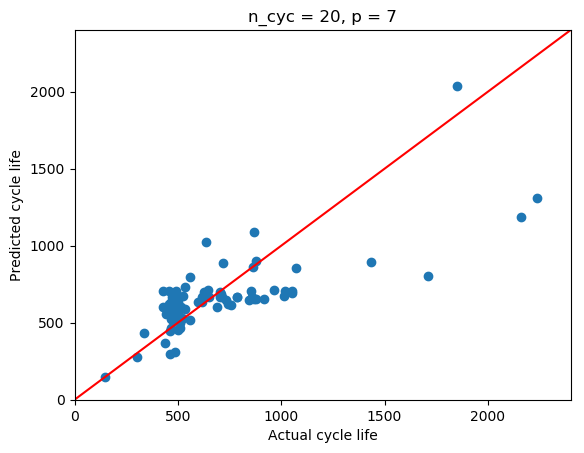 n_cyc = 20, p = 7
Predicted cycle life
2000
1500
1000
500
0
0 500 1000 1500 2000
Actual cycle life